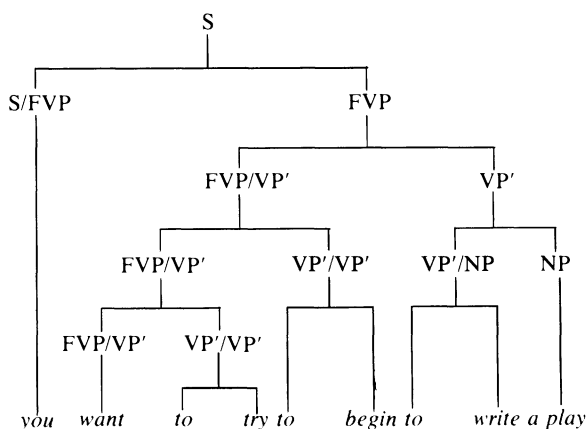 S
S/FVP FVP
FVP/VP′ VP′
FVP/VP′ VP′/VP′ VP′/NP NP
FVP/VP′ VP′/VP′
you want to try to begin to write a play